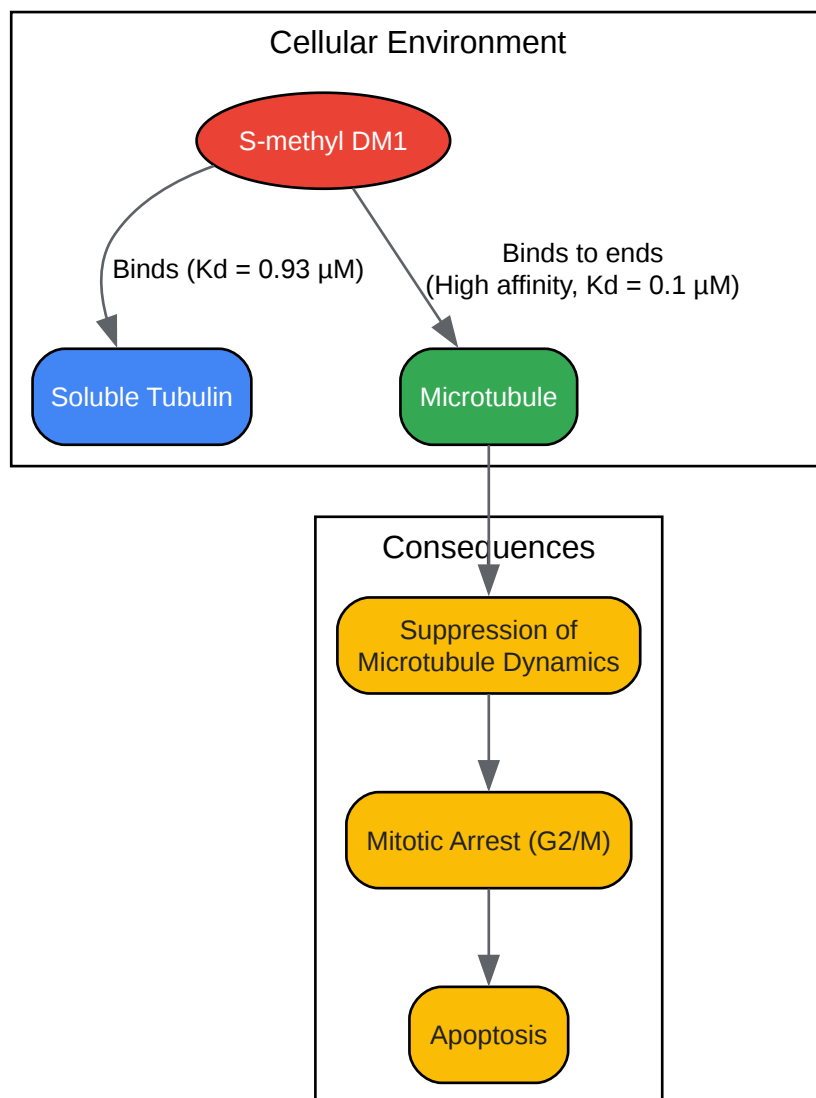 Cellular Environment
S-methyl DM1
Binds (Kd = 0.93 µM)
Binds to ends
(High affinity, Kd = 0.1 µM)
Soluble Tubulin
Microtubule
Consequences
Suppression of
Microtubule Dynamics
Mitotic Arrest (G2/M)
Apoptosis